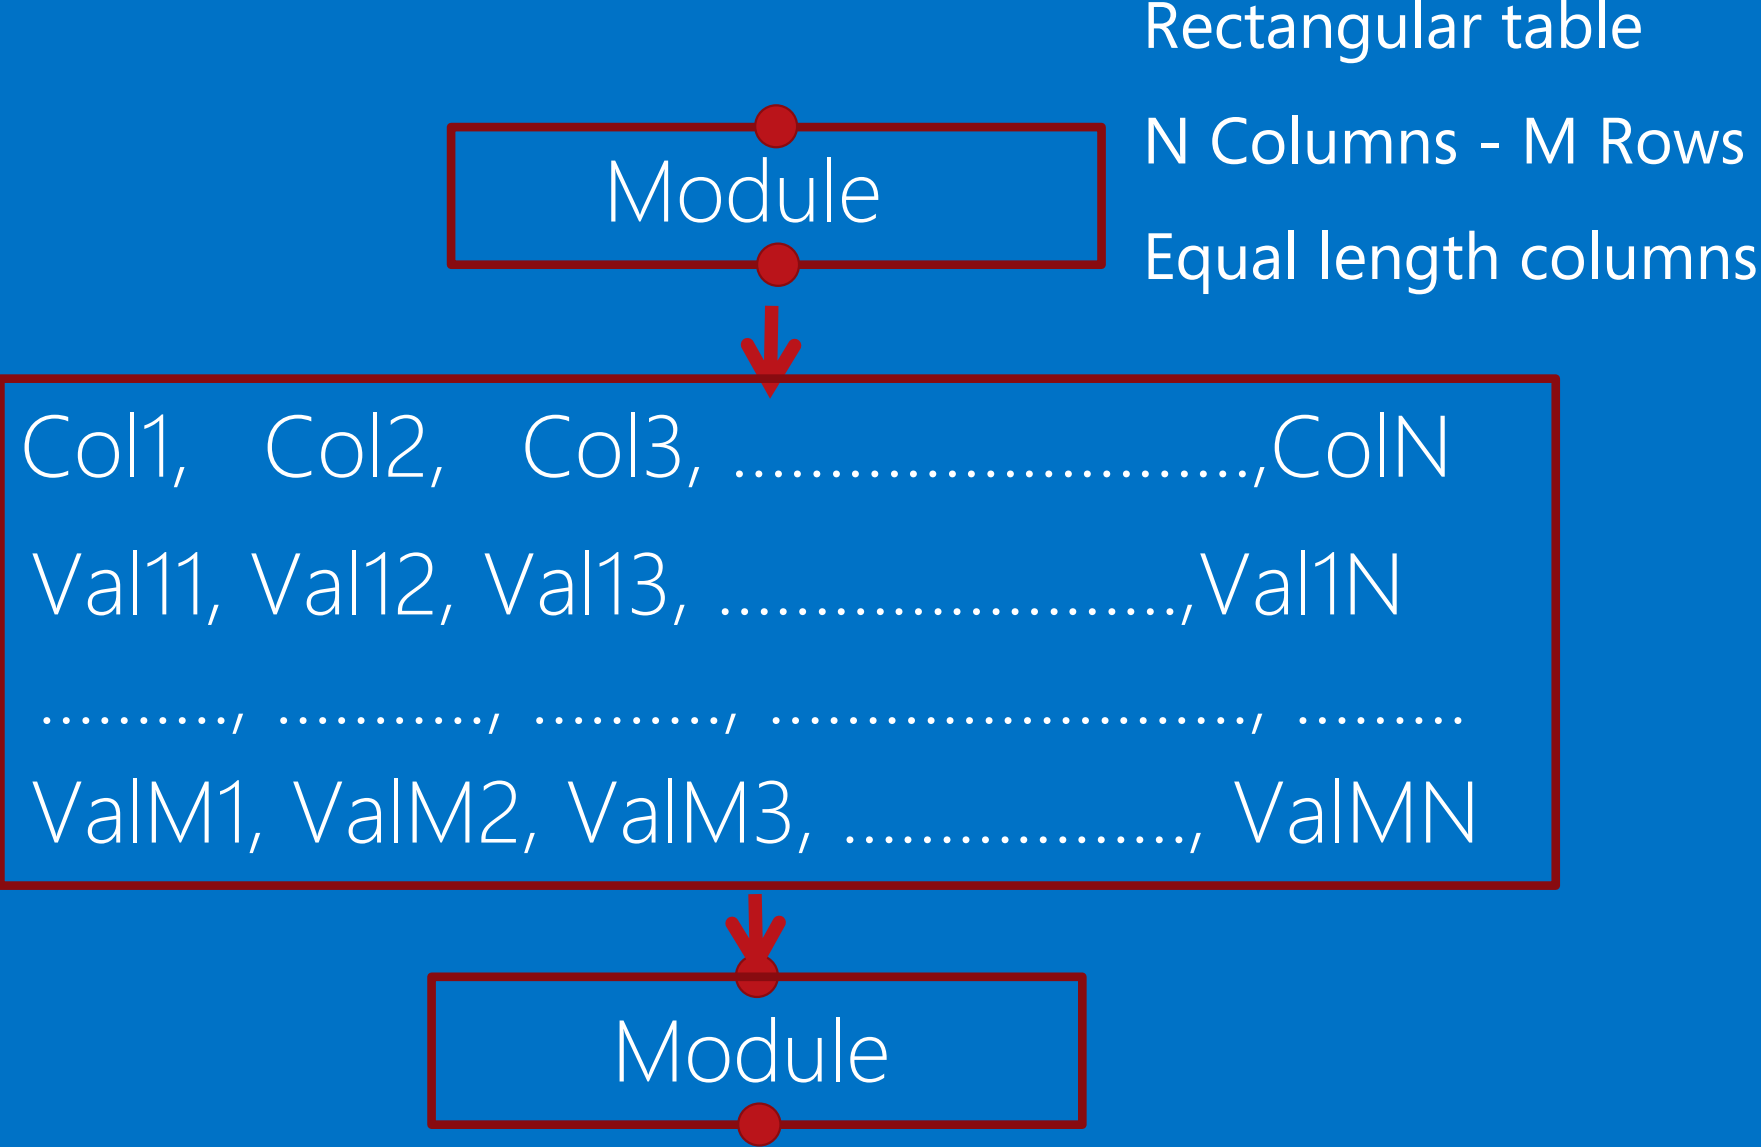 Rectangular table
N Columns - M Rows
Equal length columns
Module
Col1, Col2, Col3, ...........................,ColN
Val11, Val12, Val13, ........................,Val1N
.........., ..........., .........., ........................., .........
ValM1, ValM2, ValM3, .................., ValMN
Module